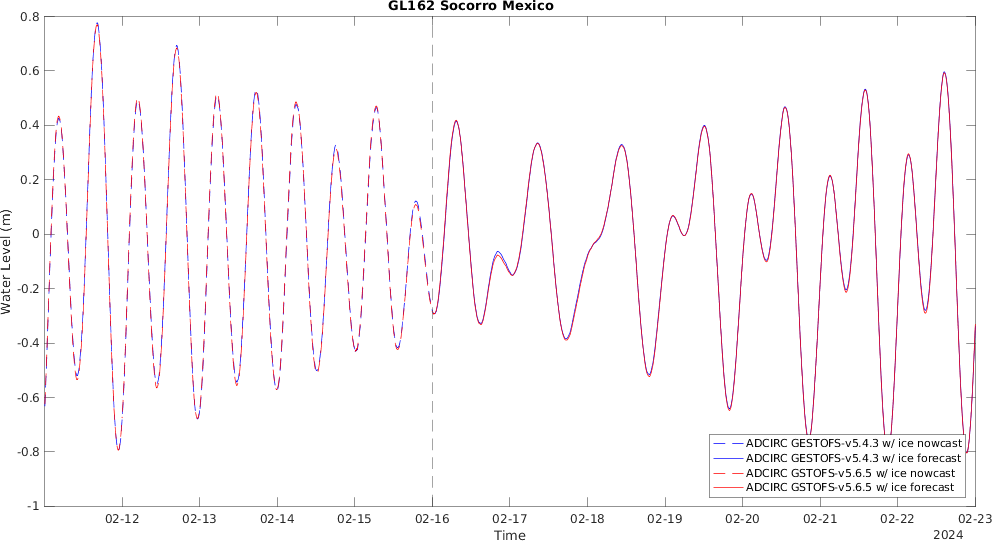 GL162 Socorro Mexico
0.8
0.6
0.4
0.2
0
-0.2
-0.4
-0.6
-0.8
-1
Water Level (m)
ADCIRC GESTOFS-v5.4.3 w/ ice nowcast
ADCIRC GESTOFS-v5.4.3 w/ ice forecast
ADCIRC GSTOFS-v5.6.5 w/ ice nowcast
ADCIRC GSTOFS-v5.6.5 w/ ice forecast
02-12 02-13 02-14 02-15 02-16 02-17 02-18 02-19 02-20 02-21 02-22 02-23
Time
2024